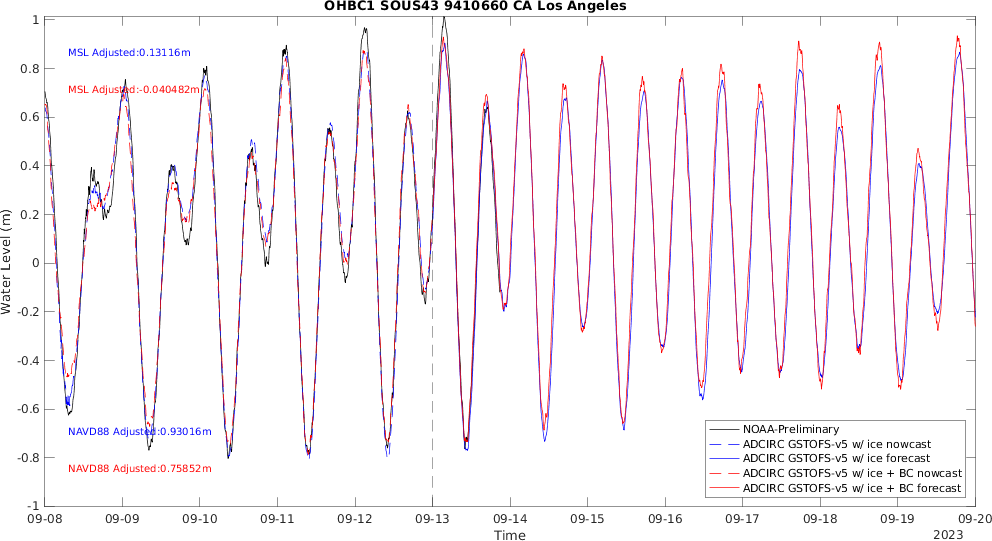 OHBC1 SOUS43 9410660 CA Los Angeles
1
0.8
0.6
0.4
0.2
0
-0.2
-0.4
-0.6
-0.8
-1
Water Level (m)
MSL Adjusted:0.13116m
MSL Adjusted:-0.040482m
NAVD88 Adjusted:0.93016m
NAVD88 Adjusted:0.75852m
NOAA-Preliminary
ADCIRC GSTOFS-v5 w/ ice nowcast
ADCIRC GSTOFS-v5 w/ ice forecast
ADCIRC GSTOFS-v5 w/ ice + BC nowcast
ADCIRC GSTOFS-v5 w/ ice + BC forecast
09-08 09-09 09-10 09-11 09-12 09-13 09-14 09-15 09-16 09-17 09-18 09-19 09-20
Time
2023